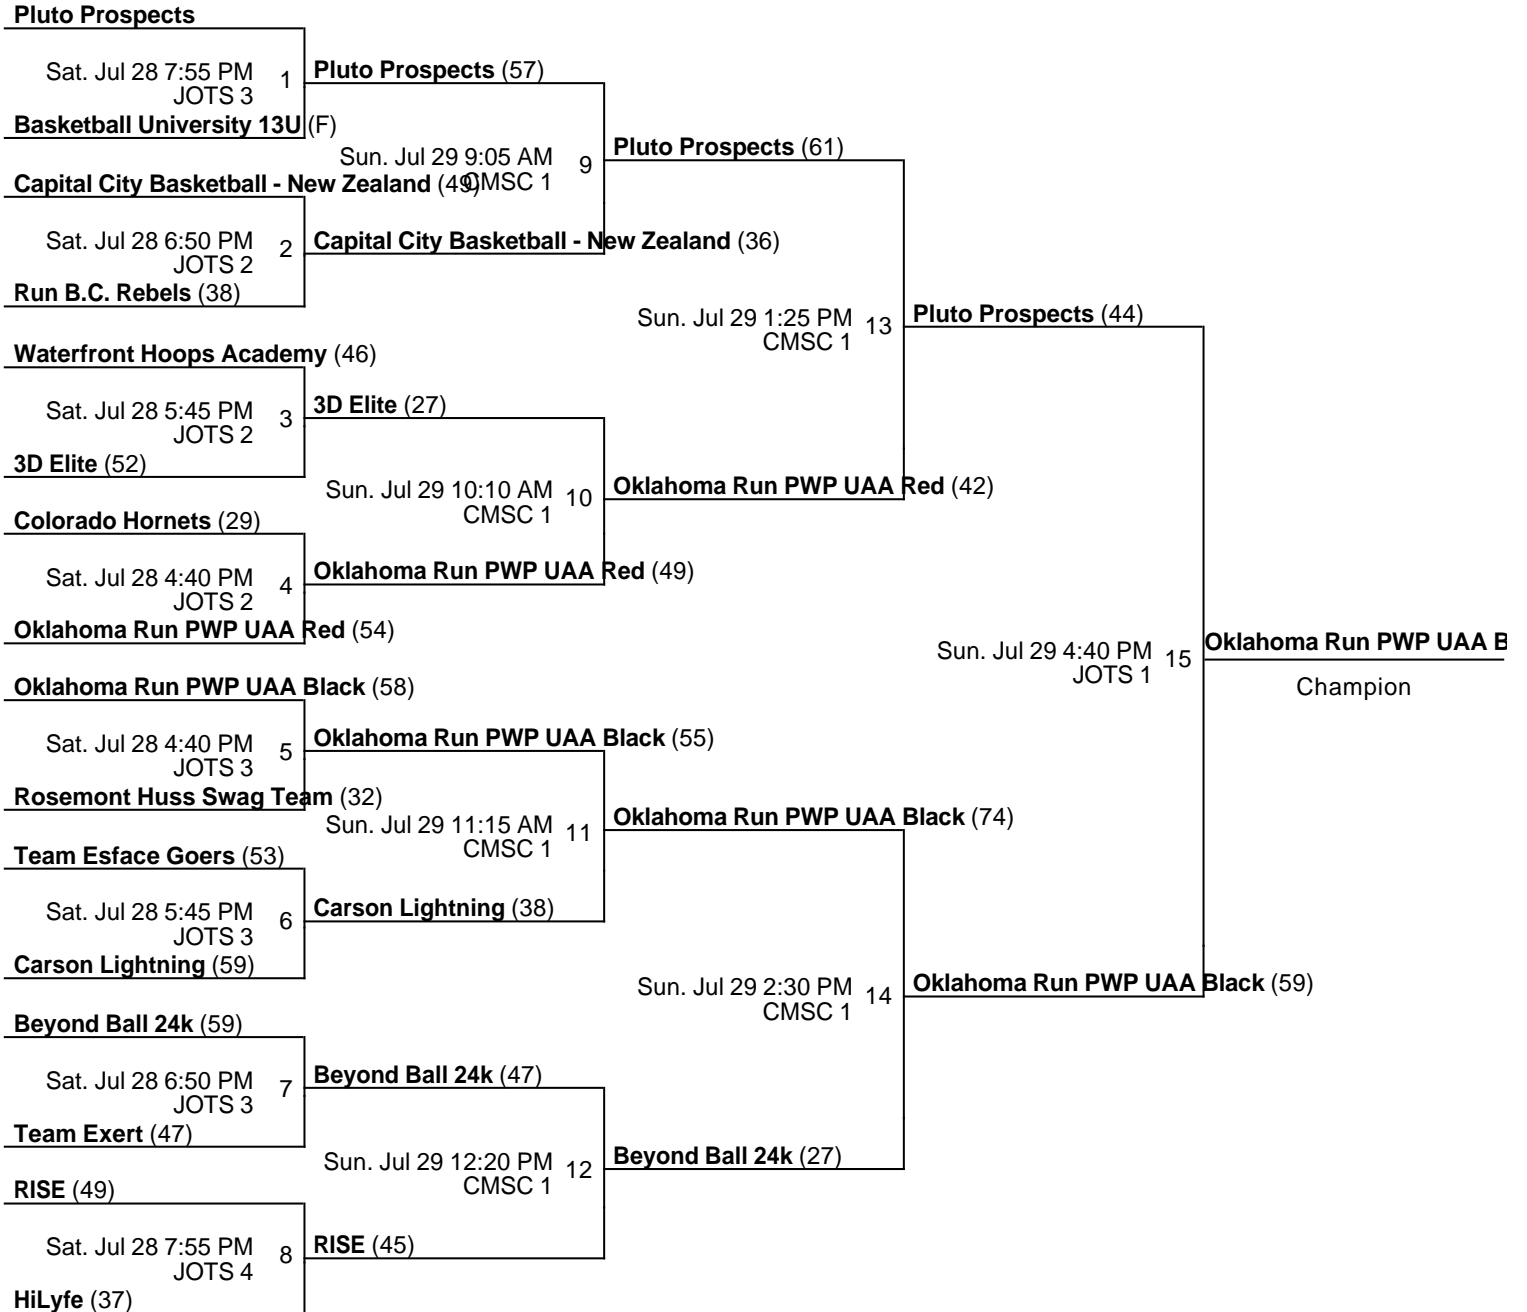 Pluto Prospects
Sat. Jul 28 7:55 PM 1
JOTS 3
Basketball University 13U (F)
Pluto Prospects (57)
Sun. Jul 29 9:05 AM 9
CMSC 1
Capital City Basketball - New Zealand (49)
Sat. Jul 28 6:50 PM 2
JOTS 2
Run B.C. Rebels (38)
Capital City Basketball - New Zealand (36)
Pluto Prospects (61)
Sun. Jul 29 1:25 PM 13
CMSC 1
Waterfront Hoops Academy (46)
Sat. Jul 28 5:45 PM 3
JOTS 2
3D Elite (52)
3D Elite (27)
Sun. Jul 29 10:10 AM 10
CMSC 1
Colorado Hornets (29)
Sat. Jul 28 4:40 PM 4
JOTS 2
Oklahoma Run PWP UAA Red (54)
Oklahoma Run PWP UAA Red (49)
Oklahoma Run PWP UAA Red (42)
Pluto Prospects (44)
Sun. Jul 29 4:40 PM 15
JOTS 1
Oklahoma Run PWP UAA B
Champion
Oklahoma Run PWP UAA Black (58)
Sat. Jul 28 4:40 PM 5
JOTS 3
Rosemont Huss Swag Team (32)
Oklahoma Run PWP UAA Black (55)
Sun. Jul 29 11:15 AM 11
CMSC 1
Team Esface Goers (53)
Sat. Jul 28 5:45 PM 6
JOTS 3
Carson Lightning (59)
Carson Lightning (38)
Oklahoma Run PWP UAA Black (74)
Sun. Jul 29 2:30 PM 14
CMSC 1
Oklahoma Run PWP UAA Black (59)
Beyond Ball 24k (59)
Sat. Jul 28 6:50 PM 7
JOTS 3
Team Exert (47)
Beyond Ball 24k (47)
Sun. Jul 29 12:20 PM 12
CMSC 1
Beyond Ball 24k (27)
RISE (49)
Sat. Jul 28 7:55 PM 8
JOTS 4
HiLyfe (37)
RISE (45)